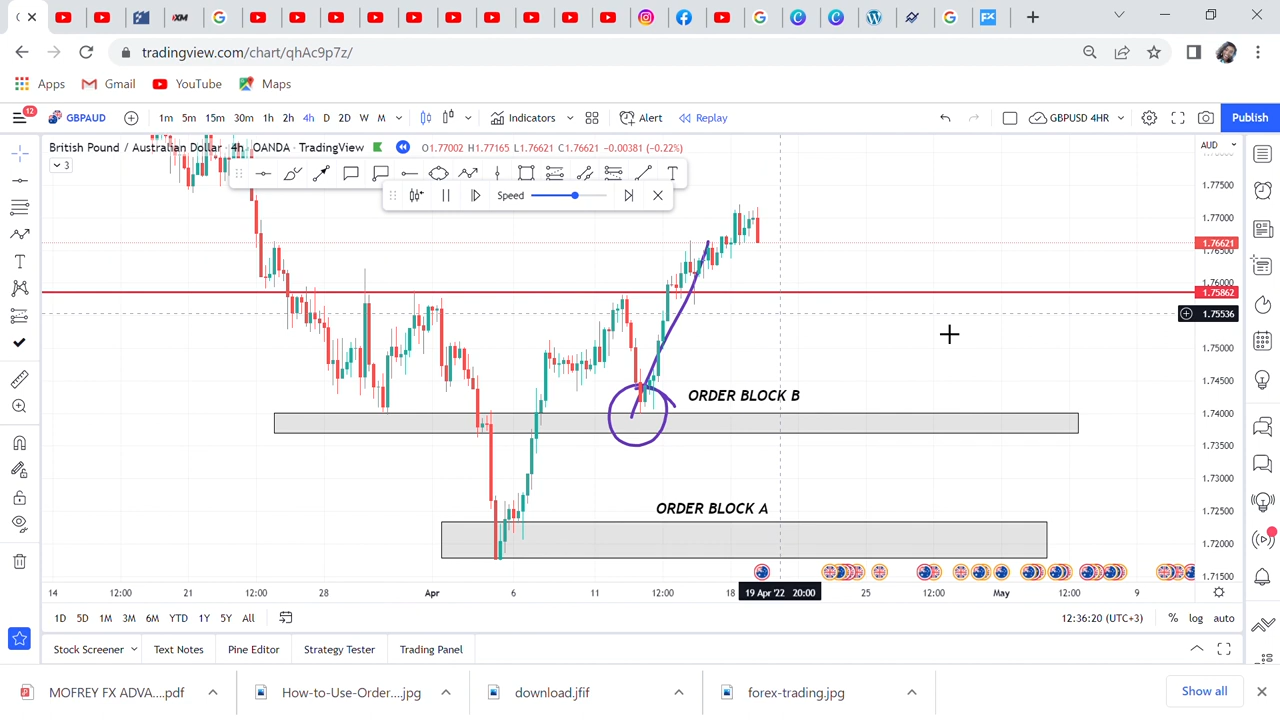 tradingview.com/chart/qhAc9p7z/
Apps Gmail YouTube Maps
12 GBPAUD 1m 5m 15m 30m 1h 2h 4h D 2D W M Indicators Alert Replay GBPUSD 4HR Publish
British Pound / Australian Dollar · 4h · OANDA · TradingView O1.77002 H1.77165 L1.76621 C1.76621 −0.00381 (−0.22%) AUD
3
Speed
1.77500
1.77000
1.76621
1.76500
1.76000
1.75862
1.75536
1.75000
1.74500
ORDER BLOCK B
1.74000
1.73500
1.73000
ORDER BLOCK A
1.72500
1.72000
1.71500
14 12:00 21 12:00 28 Apr 6 11 12:00 18 19 Apr '22 20:00 25 12:00 May 12:00 9
1D 5D 1M 3M 6M YTD 1Y 5Y All 12:36:20 (UTC+3) % log auto
Stock Screener Text Notes Pine Editor Strategy Tester Trading Panel
MOFREY FX ADVA....pdf How-to-Use-Order....jpg download.jfif forex-trading.jpg Show all